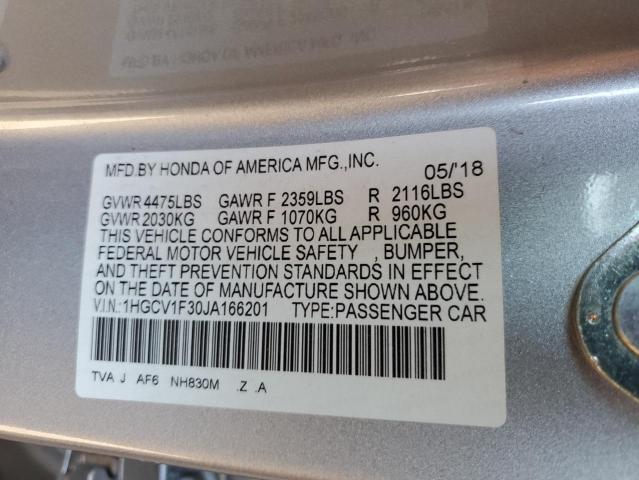 MFD.BY HONDA OF AMERICA MFG.,INC. 05/'18
GVWR 4475LBS GAWR F 2359LBS R 2116LBS
GVWR 2030KG GAWR F 1070KG R 960KG
THIS VEHICLE CONFORMS TO ALL APPLICABLE
FEDERAL MOTOR VEHICLE SAFETY , BUMPER,
AND THEFT PREVENTION STANDARDS IN EFFECT
ON THE DATE OF MANUFACTURE SHOWN ABOVE.
V.I.N.:1HGCV1F30JA166201 TYPE:PASSENGER CAR
TVA J AF6 NH830M .Z .A